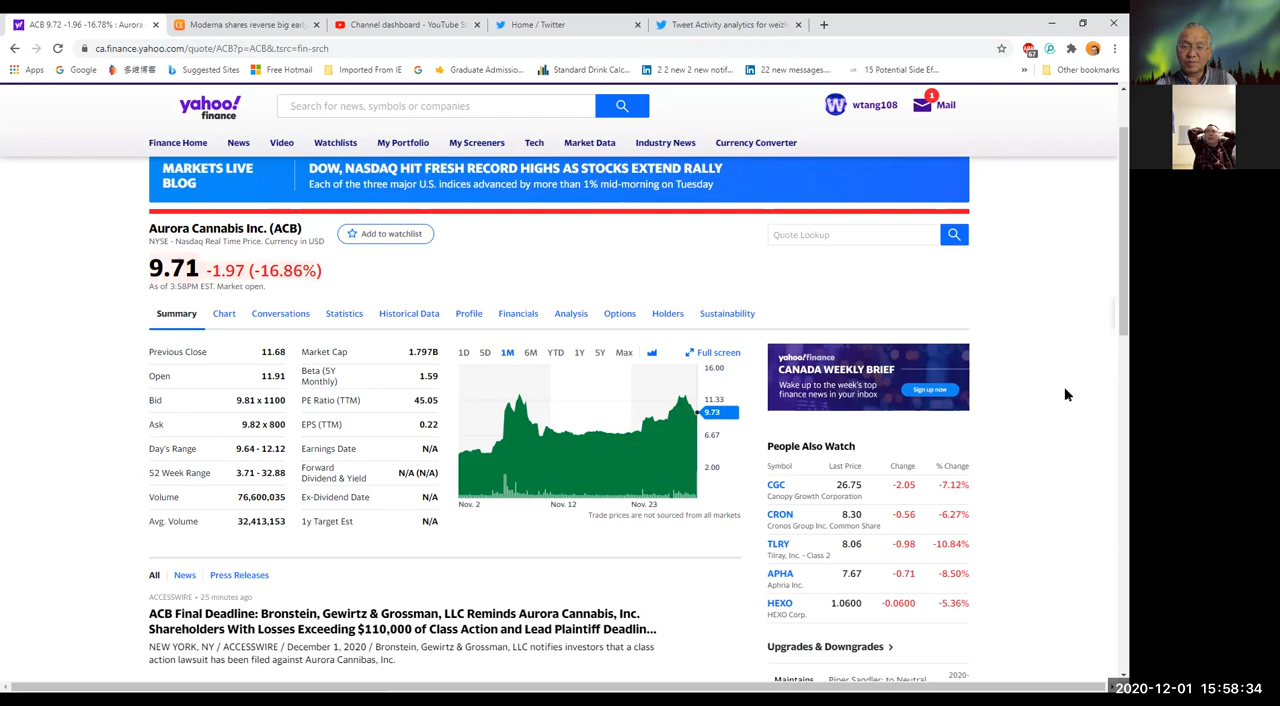 ACB 9.72 -1.96 -16.78% : Aurora
Moderna shares reverse big early
Channel dashboard - YouTube St
Home / Twitter
Tweet Activity analytics for weizh
ca.finance.yahoo.com/quote/ACB?p=ACB&.tsrc=fin-srch
Apps
Google
多维博客
Suggested Sites
Free Hotmail
Imported From IE
Graduate Admissio...
Standard Drink Calc...
2 2 new 2 new notif...
22 new messages....
15 Potential Side Ef...
»
Other bookmarks
yahoo!
finance
Search for news, symbols or companies
W
wtang108
1
Mail
Finance Home
News
Video
Watchlists
My Portfolio
My Screeners
Tech
Market Data
Industry News
Currency Converter
MARKETS LIVE
BLOG
DOW, NASDAQ HIT FRESH RECORD HIGHS AS STOCKS EXTEND RALLY
Each of the three major U.S. indices advanced by more than 1% mid-morning on Tuesday
Aurora Cannabis Inc. (ACB)
NYSE - Nasdaq Real Time Price. Currency in USD
Add to watchlist
Quote Lookup
9.71 -1.97 (-16.86%)
As of 3:58PM EST. Market open.
Summary
Chart
Conversations
Statistics
Historical Data
Profile
Financials
Analysis
Options
Holders
Sustainability
Previous Close 11.68
Open 11.91
Bid 9.81 x 1100
Ask 9.82 x 800
Day's Range 9.64 - 12.12
52 Week Range 3.71 - 32.88
Volume 76,600,035
Avg. Volume 32,413,153
Market Cap 1.797B
Beta (5Y
Monthly) 1.59
PE Ratio (TTM) 45.05
EPS (TTM) 0.22
Earnings Date N/A
Forward
Dividend & Yield N/A (N/A)
Ex-Dividend Date N/A
1y Target Est N/A
1D 5D 1M 6M YTD 1Y 5Y Max
Full screen
16.00
11.33
9.73
6.67
2.00
Nov. 2
Nov. 12
Nov. 23
Trade prices are not sourced from all markets
yahoo!finance
CANADA WEEKLY BRIEF
Wake up to the week's top
finance news in your inbox
Sign up now
People Also Watch
Symbol Last Price Change % Change
CGC 26.75 -2.05 -7.12%
Canopy Growth Corporation
CRON 8.30 -0.56 -6.27%
Cronos Group Inc. Common Share
TLRY 8.06 -0.98 -10.84%
Tilray, Inc. - Class 2
APHA 7.67 -0.71 -8.50%
Aphria Inc.
HEXO 1.0600 -0.0600 -5.36%
HEXO Corp.
Upgrades & Downgrades
Maintains Piper Sandler: to Neutral 2020-
All
News
Press Releases
ACCESSWIRE • 25 minutes ago
ACB Final Deadline: Bronstein, Gewirtz & Grossman, LLC Reminds Aurora Cannabis, Inc.
Shareholders With Losses Exceeding $110,000 of Class Action and Lead Plaintiff Deadlin...
NEW YORK, NY / ACCESSWIRE / December 1, 2020 / Bronstein, Gewirtz & Grossman, LLC notifies investors that a class
action lawsuit has been filed against Aurora Cannibas, Inc.
2020-12-01 15:58:34